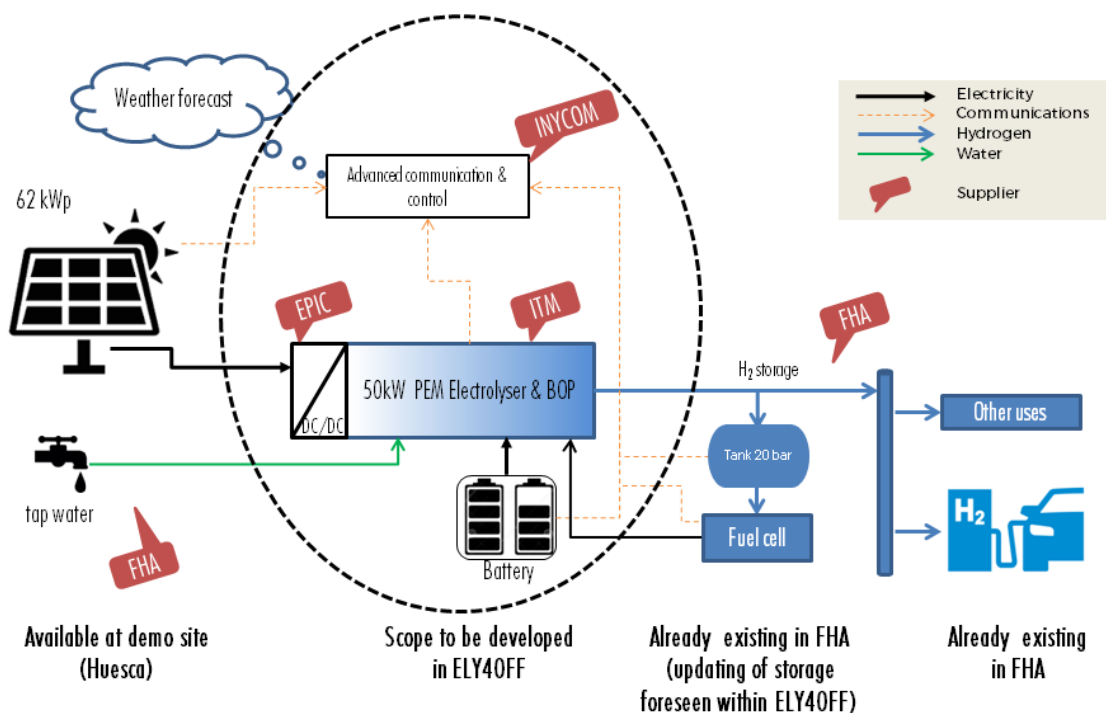 Weather forecast
INYCOM
Electricity
Communications
Hydrogen
Water
Supplier
Advanced communication &
control
62 kWp
EPIC
ITM
FHA
DC/DC
50kW PEM Electrolyser & BOP
H₂ storage
Other uses
Tank 20 bar
tap water
H₂
Fuel cell
Battery
FHA
Available at demo site
(Huesca)
Scope to be developed
in ELY4OFF
Already existing in FHA
(updating of storage
foreseen within ELY4OFF)
Already existing
in FHA